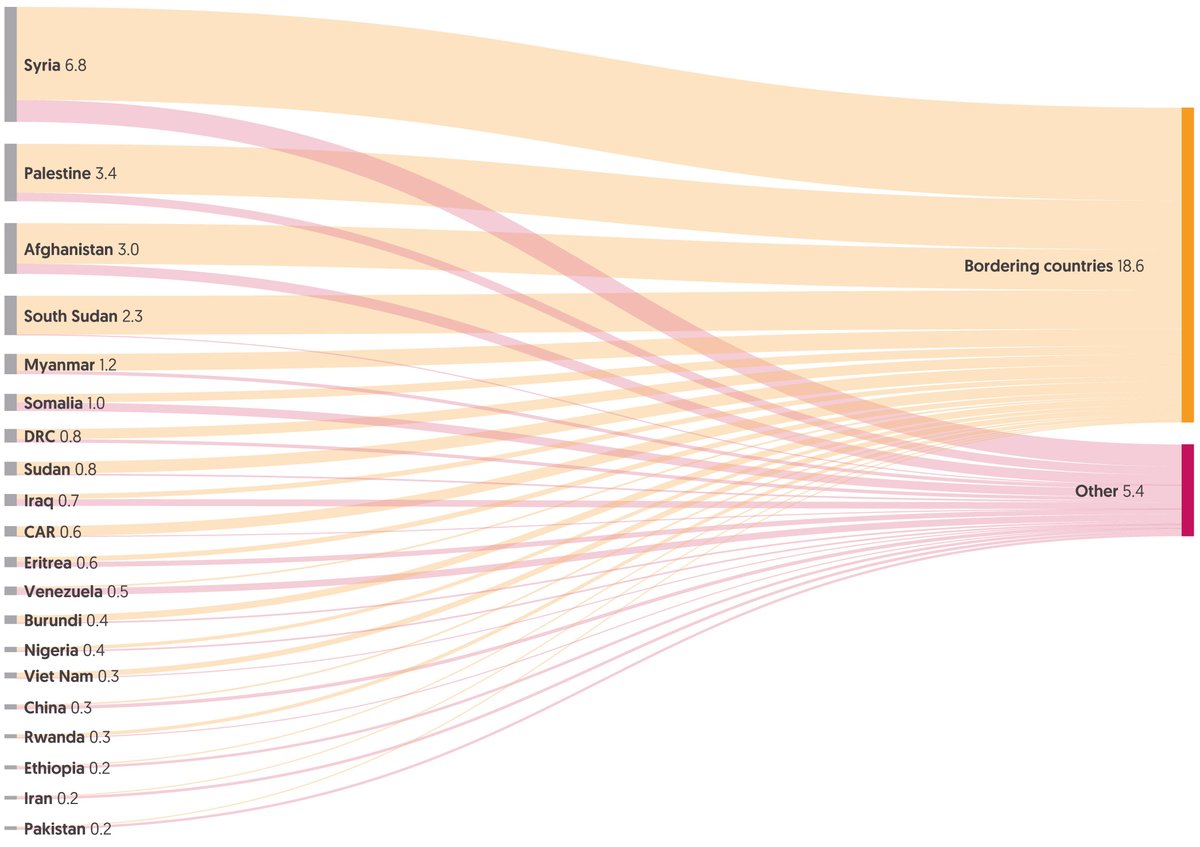 Syria 6.8
Palestine 3.4
Afghanistan 3.0
Bordering countries 18.6
South Sudan 2.3
Myanmar 1.2
Somalia 1.0
DRC 0.8
Sudan 0.8
Other 5.4
Iraq 0.7
CAR 0.6
Eritrea 0.6
Venezuela 0.5
Burundi 0.4
Nigeria 0.4
Viet Nam 0.3
China 0.3
Rwanda 0.3
Ethiopia 0.2
Iran 0.2
Pakistan 0.2